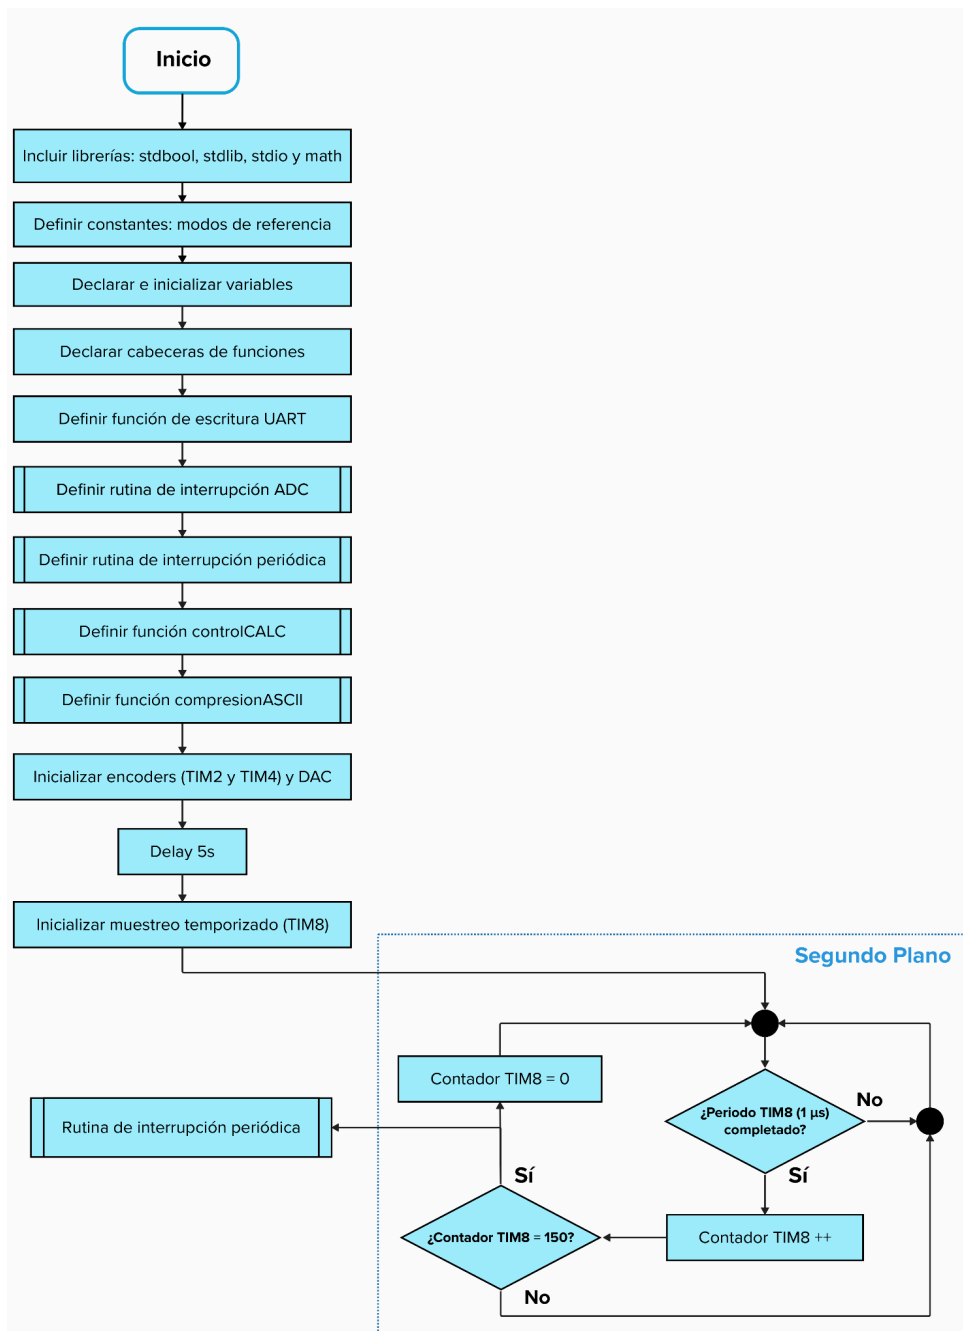 Inicio
Incluir librerías: stdbool, stdlib, stdio y math
Definir constantes: modos de referencia
Declarar e inicializar variables
Declarar cabeceras de funciones
Definir función de escritura UART
Definir rutina de interrupción ADC
Definir rutina de interrupción periódica
Definir función controlCALC
Definir función compresionASCII
Inicializar encoders (TIM2 y TIM4) y DAC
Delay 5s
Inicializar muestreo temporizado (TIM8)
Segundo Plano
Contador TIM8 = 0
¿Periodo TIM8 (1 µs)
completado?
No
Sí
Rutina de interrupción periódica
Sí
¿Contador TIM8 = 150?
Contador TIM8 ++
No